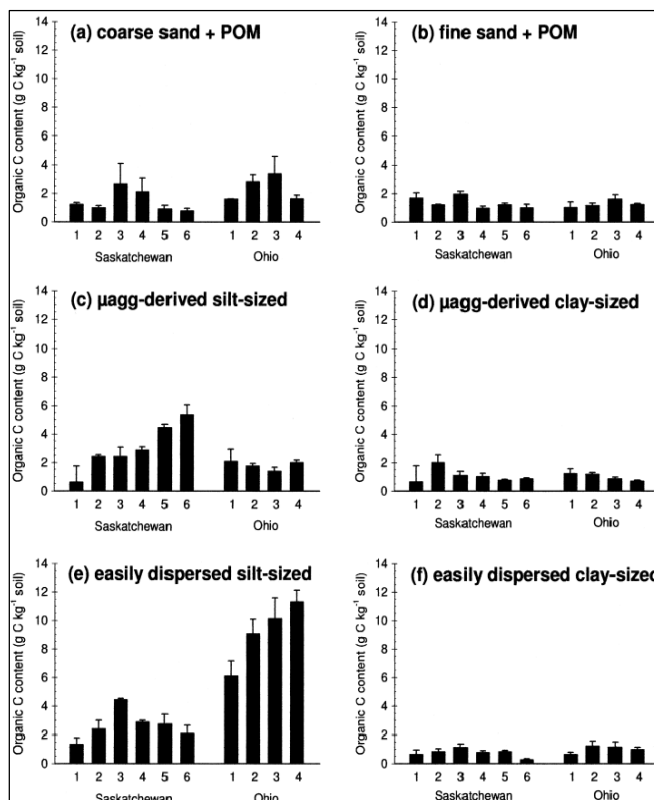 (a) coarse sand + POM
Organic C content (g C kg⁻¹ soil)
14
12
10
8
6
4
2
0
1 2 3 4 5 6 1 2 3 4
Saskatchewan Ohio
(b) fine sand + POM
Organic C content (g C kg⁻¹ soil)
14
12
10
8
6
4
2
0
1 2 3 4 5 6 1 2 3 4
Saskatchewan Ohio
(c) µagg-derived silt-sized
Organic C content (g C kg⁻¹ soil)
14
12
10
8
6
4
2
0
1 2 3 4 5 6 1 2 3 4
Saskatchewan Ohio
(d) µagg-derived clay-sized
Organic C content (g C kg⁻¹ soil)
14
12
10
8
6
4
2
0
1 2 3 4 5 6 1 2 3 4
Saskatchewan Ohio
(e) easily dispersed silt-sized
Organic C content (g C kg⁻¹ soil)
14
12
10
8
6
4
2
0
1 2 3 4 5 6 1 2 3 4
Saskatchewan Ohio
(f) easily dispersed clay-sized
Organic C content (g C kg⁻¹ soil)
14
12
10
8
6
4
2
0
1 2 3 4 5 6 1 2 3 4
Saskatchewan Ohio